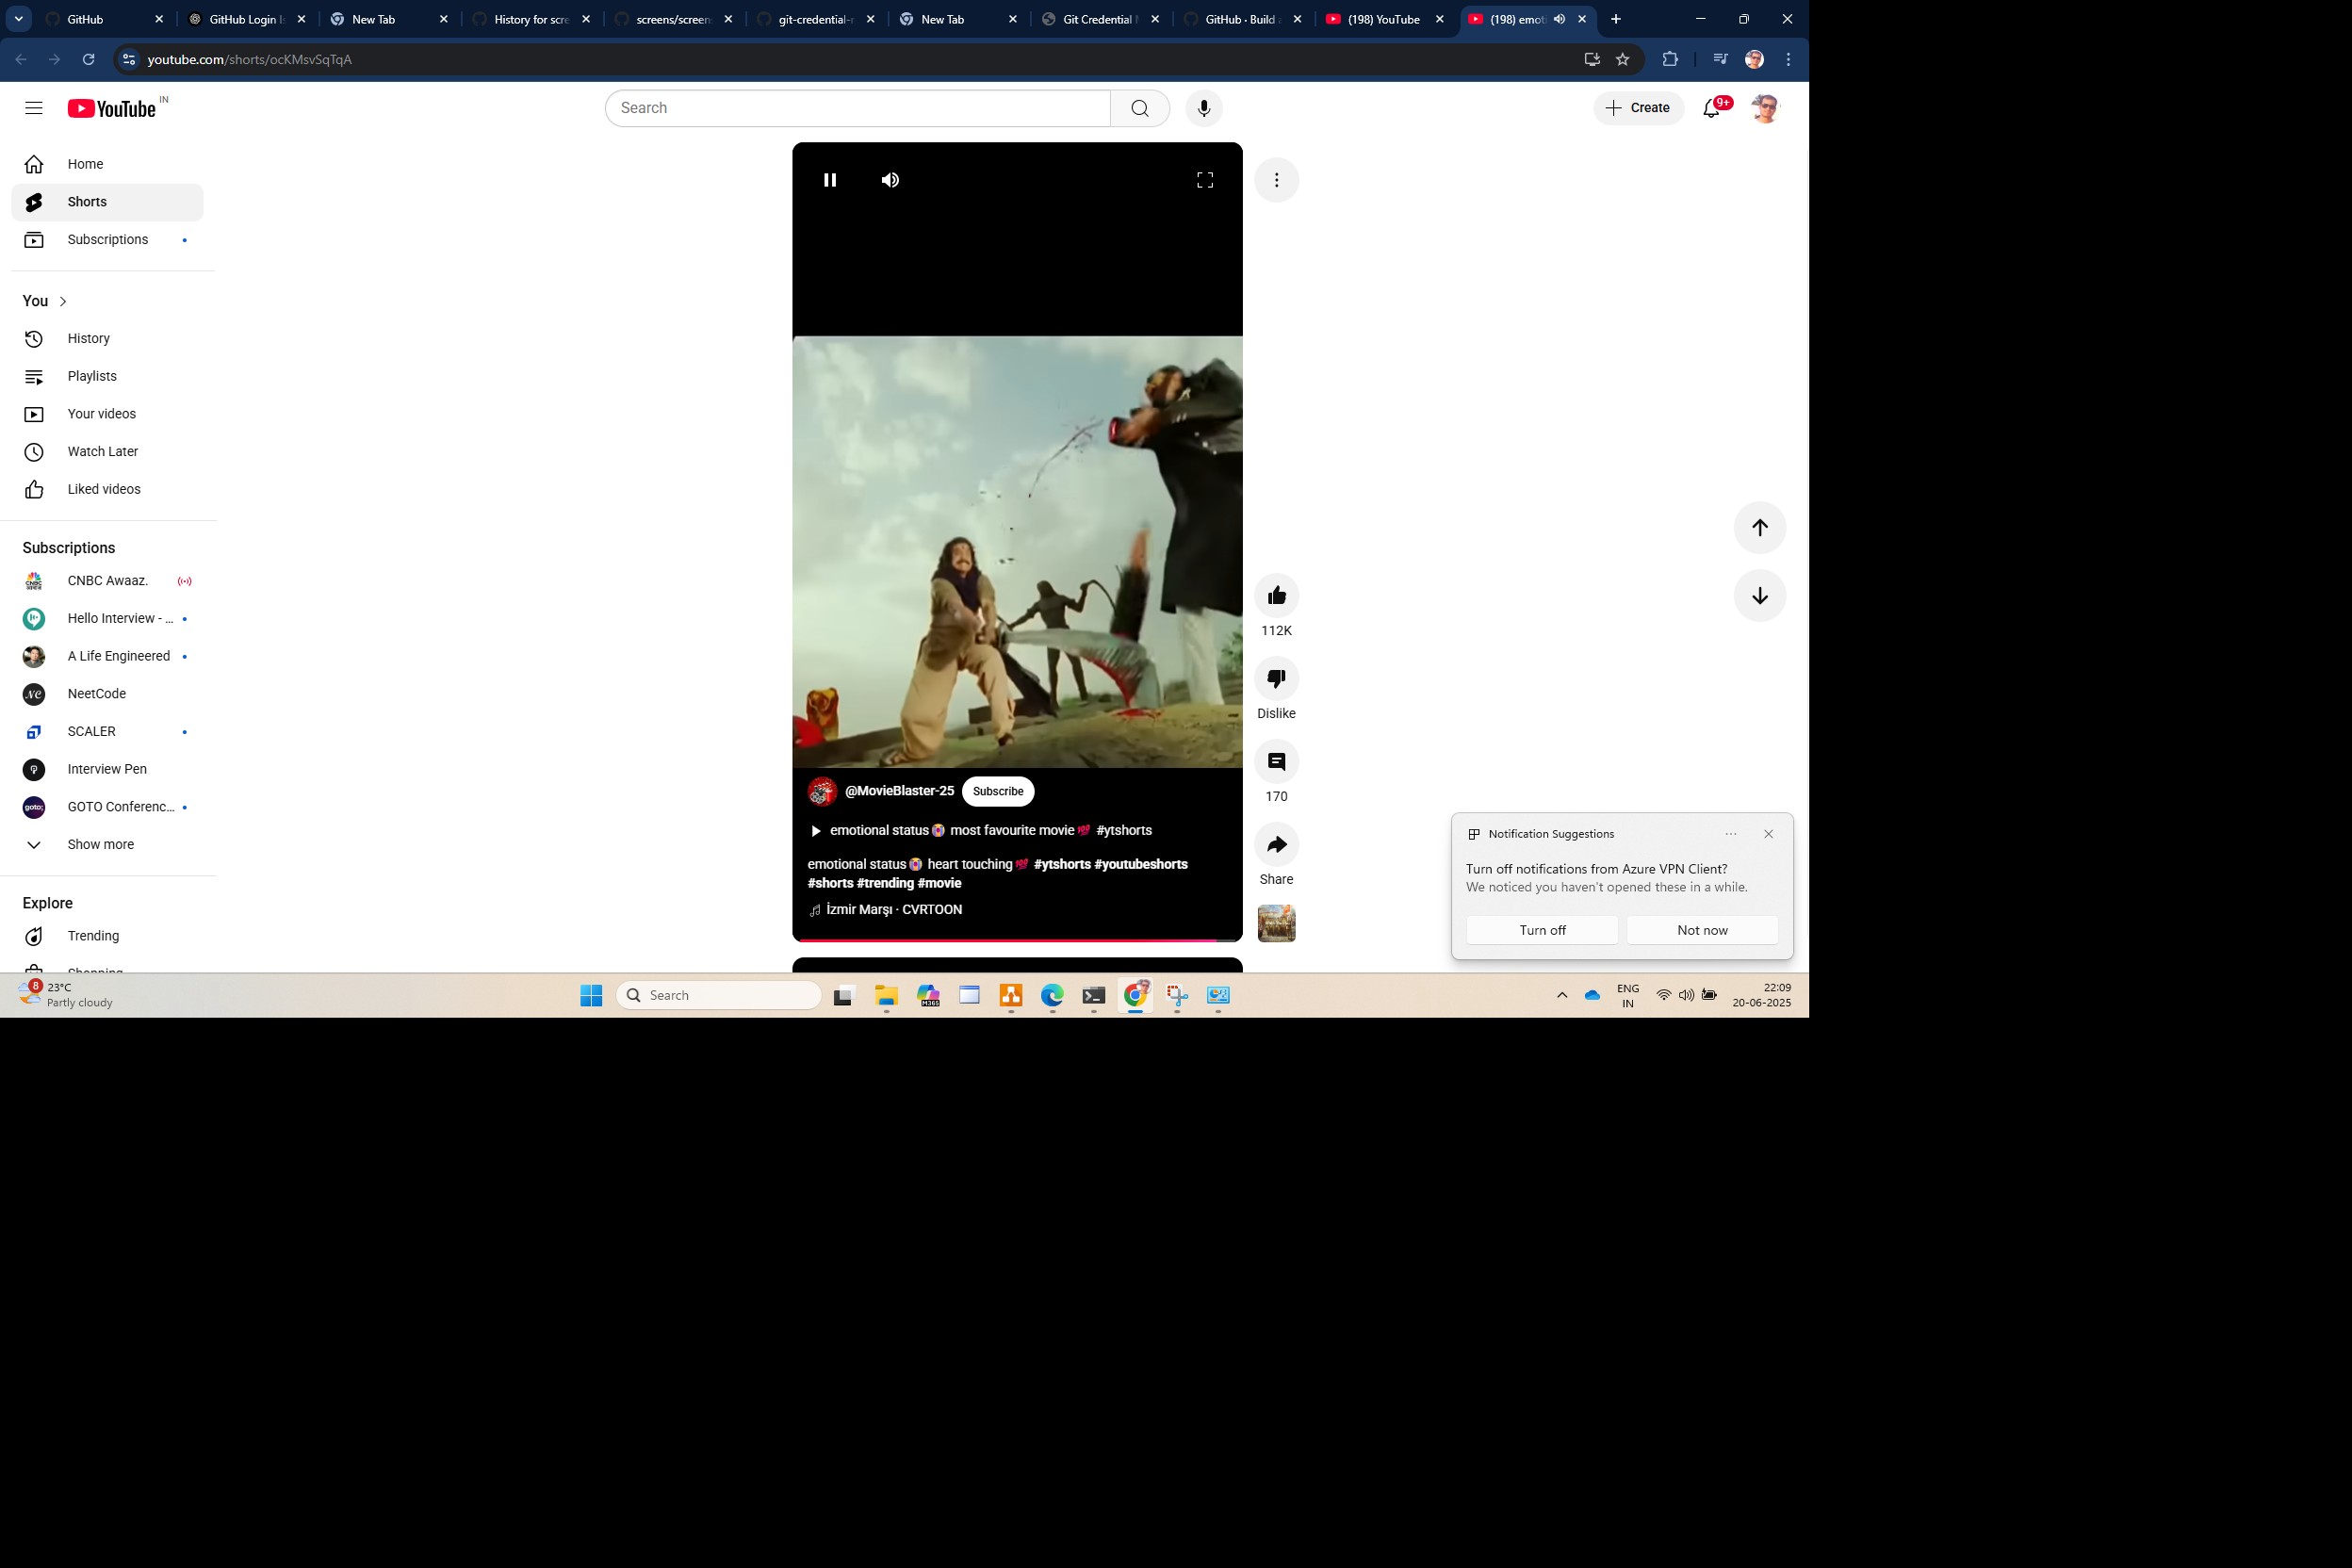 GitHub
GitHub Login
New Tab
History for scre
screens/screen
git-credential-
New Tab
Git Credential
GitHub · Build
(198) YouTube
(198) emot
youtube.com/shorts/ocKMsvSqTqA
YouTube IN
Search
Create
9+
Home
Shorts
Subscriptions
You
History
Playlists
Your videos
Watch Later
Liked videos
Subscriptions
CNBC Awaaz.
Hello Interview - ...
A Life Engineered
NeetCode
SCALER
Interview Pen
GOTO Conferenc...
Show more
Explore
Trending
Shopping
112K
Dislike
170
Share
@MovieBlaster-25 Subscribe
emotional status😭 most favourite movie💯 #ytshorts
emotional status😭 heart touching💯 #ytshorts #youtubeshorts
#shorts #trending #movie
İzmir Marşı · CVRTOON
Notification Suggestions
Turn off notifications from Azure VPN Client?
We noticed you haven't opened these in a while.
Turn off
Not now
8
23°C
Partly cloudy
Search
M365
ENG
IN
22:09
20-06-2025